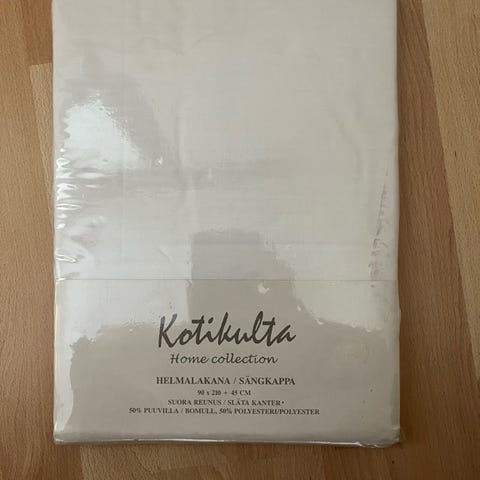 Kotikulta
Home collection
HELMALAKANA / SÄNGKAPPA
90 x 210 + 45 CM
SUORA REUNUS / SLÄTA KANTER
50% PUUVILLA / BOMULL, 50% POLYESTERI/POLYESTER